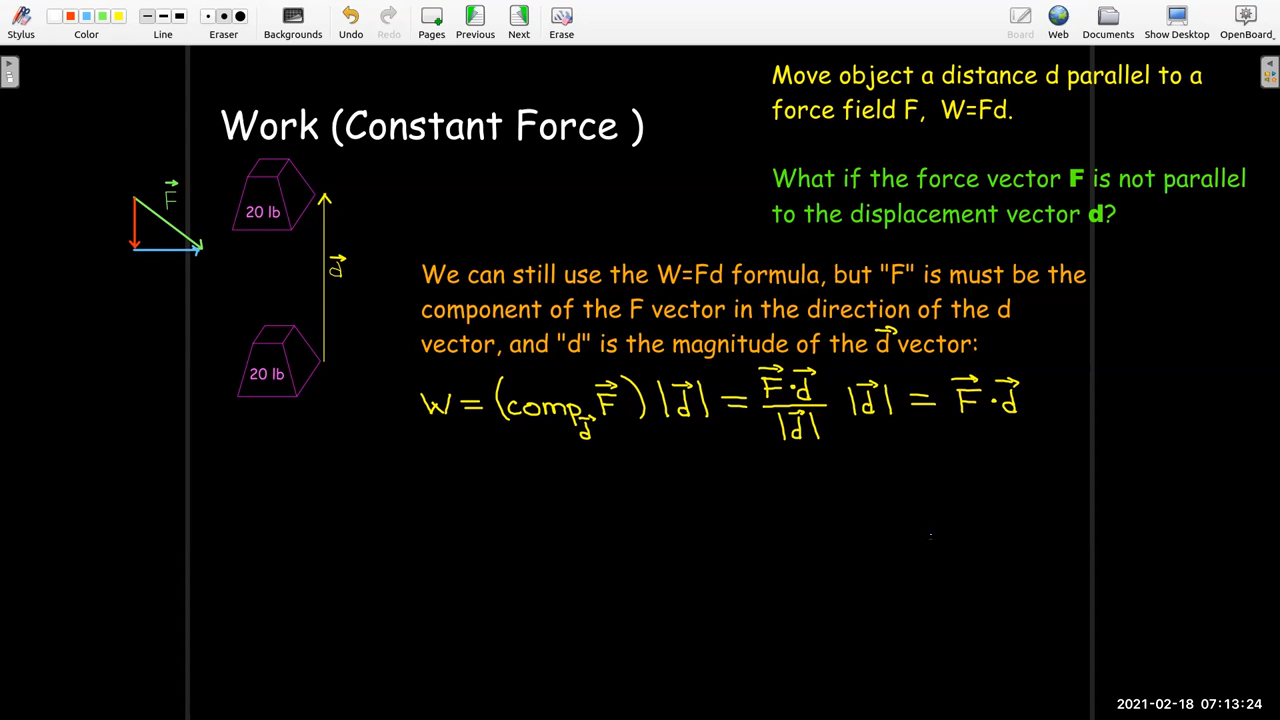 Stylus Color Line Eraser Backgrounds Undo Redo Pages Previous Next Erase Board Web Documents Show Desktop OpenBoard
Move object a distance d parallel to a
force field F, W=Fd.
Work (Constant Force )
What if the force vector F is not parallel
to the displacement vector d?
F⃗
20 lb
d⃗
20 lb
We can still use the W=Fd formula, but "F" is must be the
component of the F vector in the direction of the d
vector, and "d" is the magnitude of the d⃗ vector:
W = (comp_d⃗ F⃗) |d⃗| = (F⃗ · d⃗)/|d⃗| |d⃗| = F⃗ · d⃗
2021-02-18 07:13:24